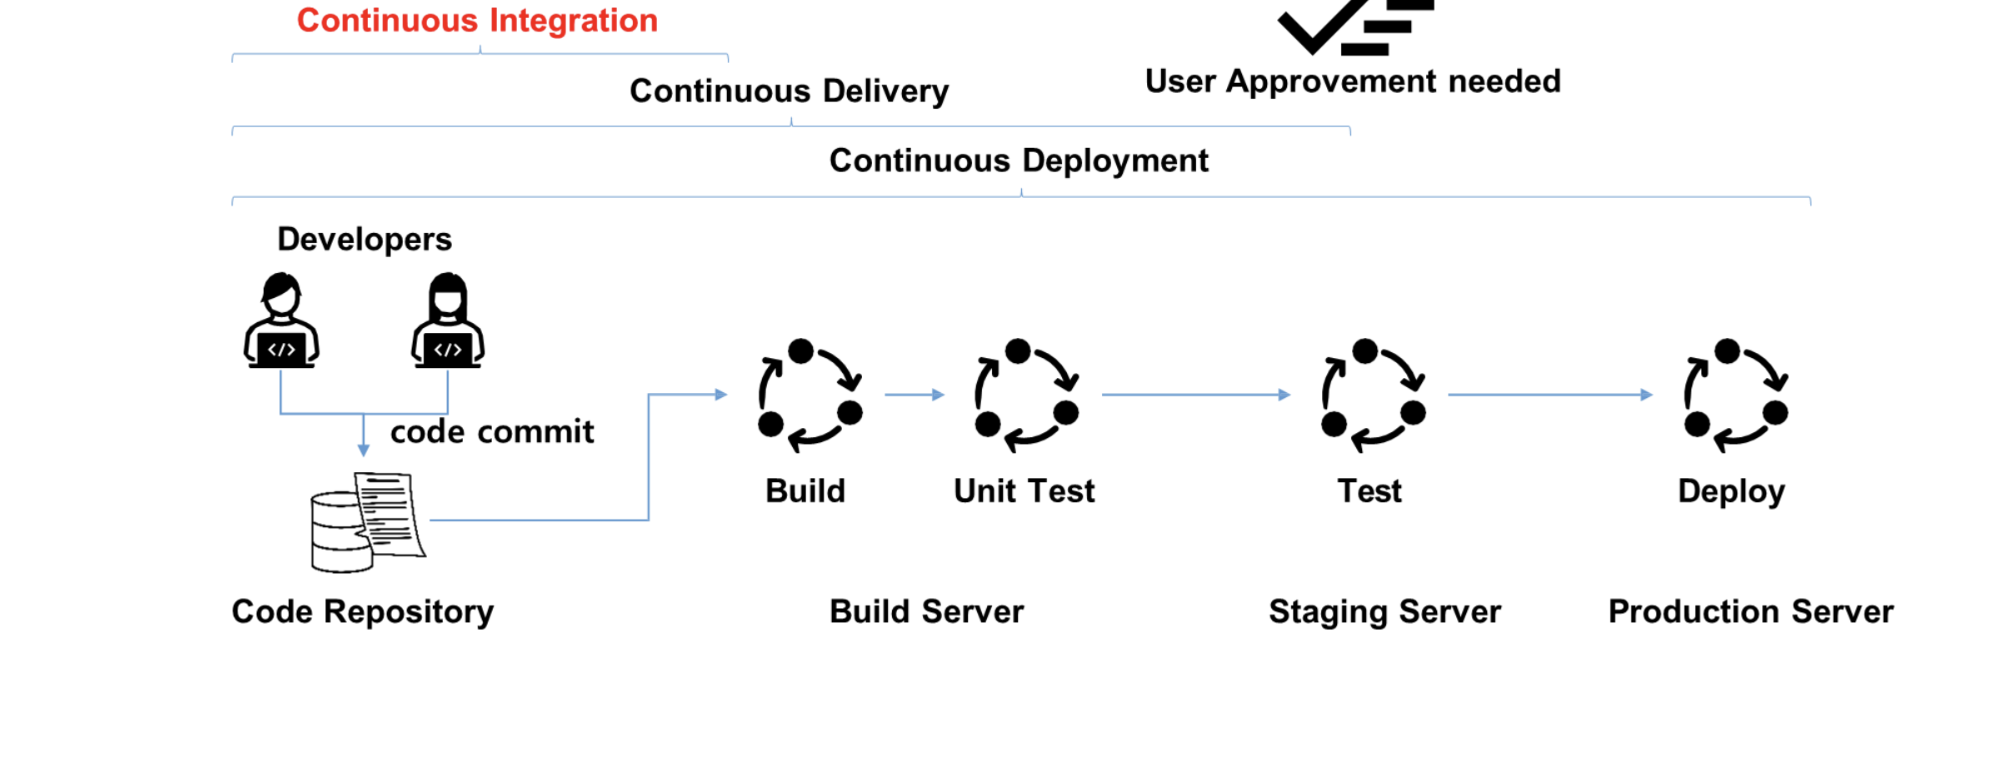 Continuous Integration
User Approvement needed
Continuous Delivery
Continuous Deployment
Developers
</>
</>
code commit
Build
Unit Test
Test
Deploy
Code Repository
Build Server
Staging Server
Production Server